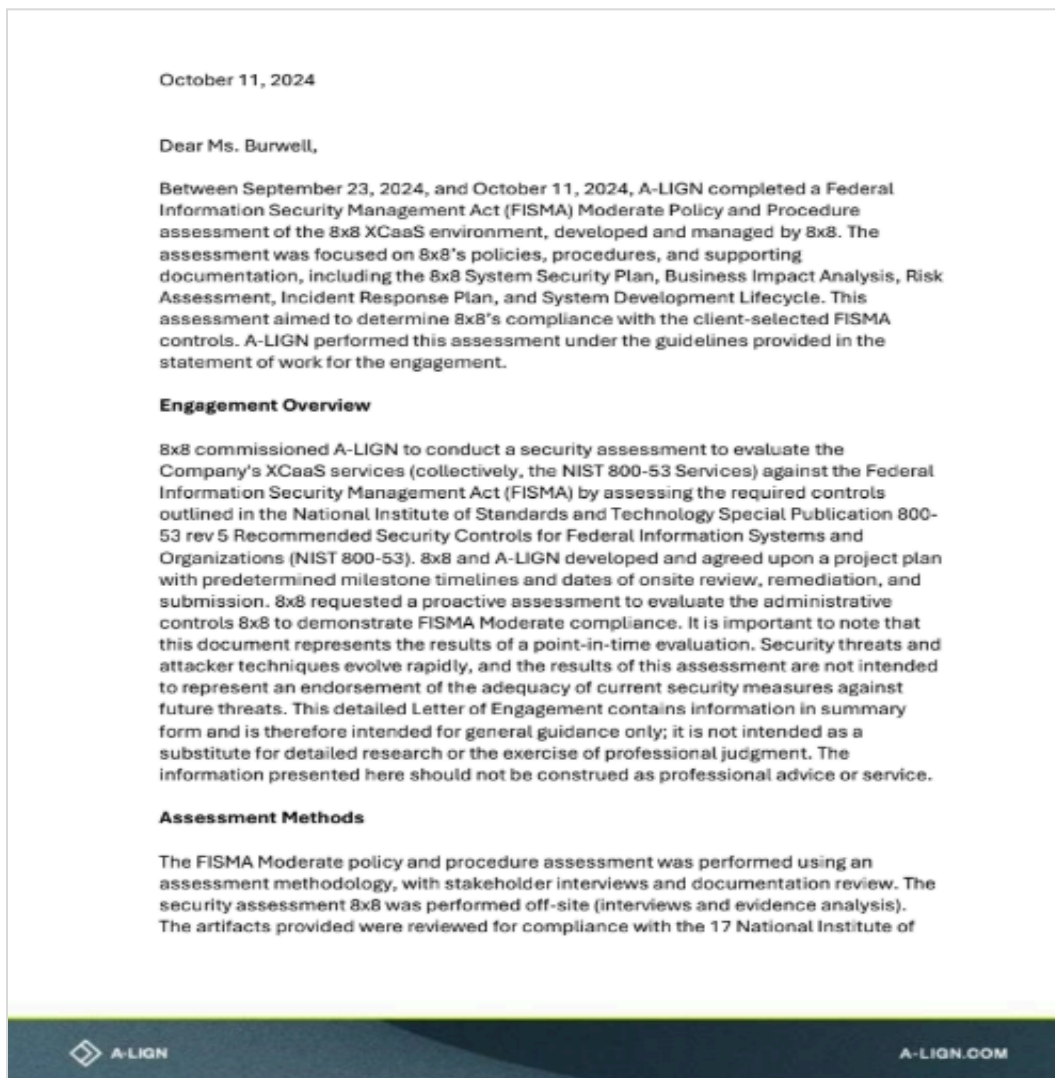 October 11, 2024
Dear Ms. Burwell,
Between September 23, 2024, and October 11, 2024, A-LIGN completed a Federal
Information Security Management Act (FISMA) Moderate Policy and Procedure
assessment of the 8x8 XCaaS environment, developed and managed by 8x8. The
assessment was focused on 8x8's policies, procedures, and supporting
documentation, including the 8x8 System Security Plan, Business Impact Analysis, Risk
Assessment, Incident Response Plan, and System Development Lifecycle. This
assessment aimed to determine 8x8's compliance with the client-selected FISMA
controls. A-LIGN performed this assessment under the guidelines provided in the
statement of work for the engagement.
Engagement Overview
8x8 commissioned A-LIGN to conduct a security assessment to evaluate the
Company's XCaaS services (collectively, the NIST 800-53 Services) against the Federal
Information Security Management Act (FISMA) by assessing the required controls
outlined in the National Institute of Standards and Technology Special Publication 800-
53 rev 5 Recommended Security Controls for Federal Information Systems and
Organizations (NIST 800-53). 8x8 and A-LIGN developed and agreed upon a project plan
with predetermined milestone timelines and dates of onsite review, remediation, and
submission. 8x8 requested a proactive assessment to evaluate the administrative
controls 8x8 to demonstrate FISMA Moderate compliance. It is important to note that
this document represents the results of a point-in-time evaluation. Security threats and
attacker techniques evolve rapidly, and the results of this assessment are not intended
to represent an endorsement of the adequacy of current security measures against
future threats. This detailed Letter of Engagement contains information in summary
form and is therefore intended for general guidance only; it is not intended as a
substitute for detailed research or the exercise of professional judgment. The
information presented here should not be construed as professional advice or service.
Assessment Methods
The FISMA Moderate policy and procedure assessment was performed using an
assessment methodology, with stakeholder interviews and documentation review. The
security assessment 8x8 was performed off-site (interviews and evidence analysis).
The artifacts provided were reviewed for compliance with the 17 National Institute of
A-LIGN
A-LIGN.COM